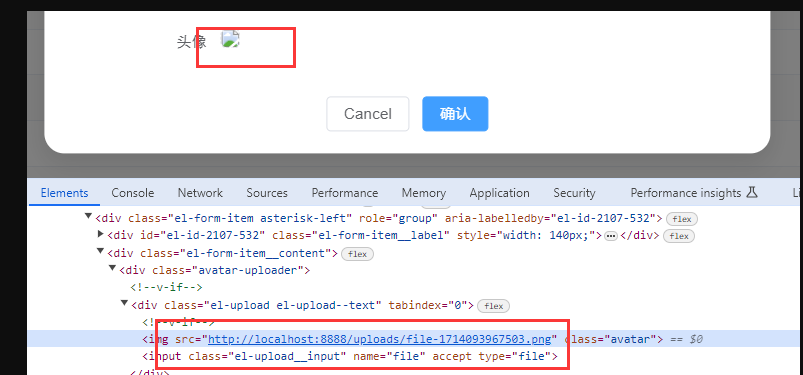 头像
Cancel
确认
Elements Console Network Sources Performance Memory Application Security Performance insights Li
<div class="el-form-item asterisk-left" role="group" aria-labelledby="el-id-2107-532"> flex
<div id="el-id-2107-532" class="el-form-item__label" style="width: 140px;">…</div> flex
<div class="el-form-item__content"> flex
<div class="avatar-uploader">
<!--v-if-->
<div class="el-upload el-upload--text" tabindex="0"> flex
<!--v-if-->
<img src="http://localhost:8888/uploads/file-1714093967503.png" class="avatar"> == $0
<input class="el-upload__input" name="file" accept type="file">
</div>